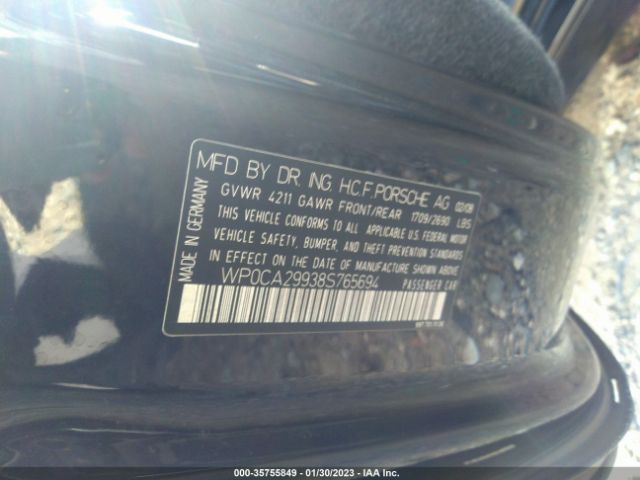 MFD BY DR. ING. H.C.F. PORSCHE AG 02/08
GVWR 4211 GAWR FRONT/REAR 1709/2690 LBS
THIS VEHICLE CONFORMS TO ALL APPLICABLE U.S. FEDERAL MOTOR
VEHICLE SAFETY, BUMPER, AND THEFT PREVENTION STANDARDS
IN EFFECT ON THE DATE OF MANUFACTURE SHOWN ABOVE.
WP0CA29938S765694 PASSENGER CAR
MADE IN GERMANY
000-35755849 - 01/30/2023 - IAA Inc.